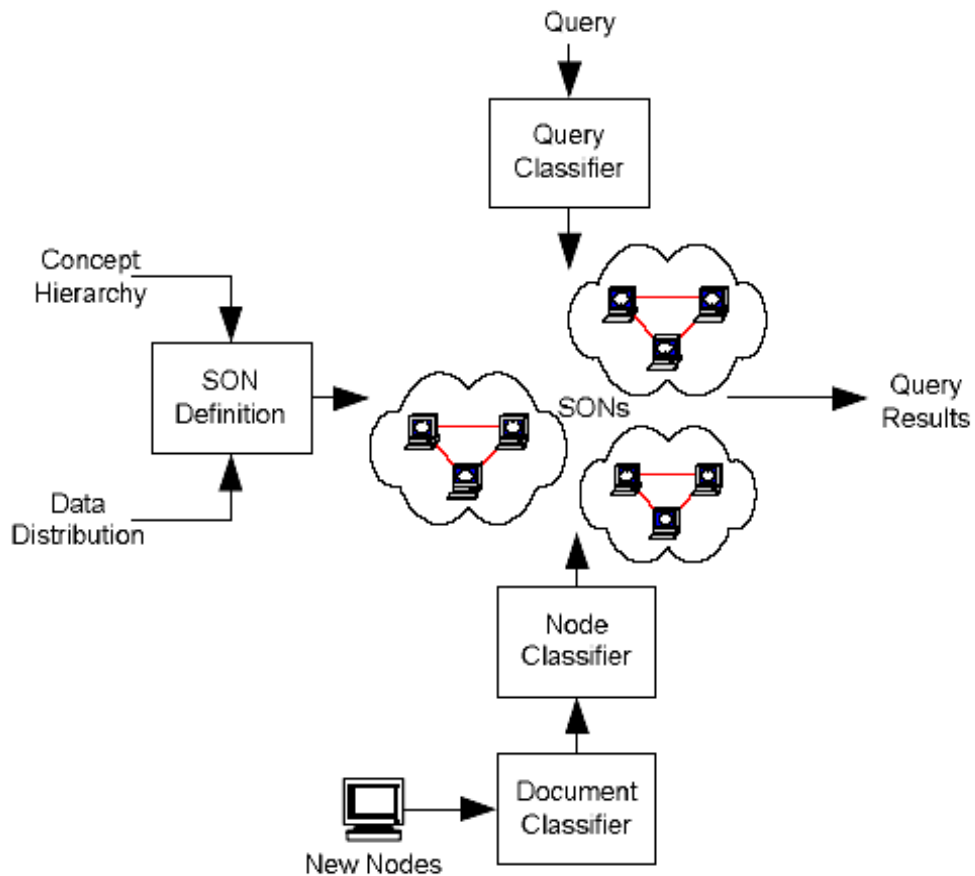 Query
Query
Classifier
Concept
Hierarchy
SON
Definition
SONs
Query
Results
Data
Distribution
Node
Classifier
Document
Classifier
New Nodes